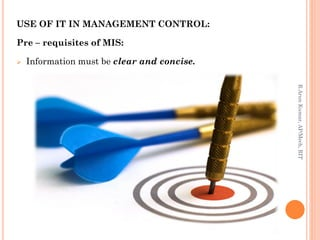 USE OF IT IN MANAGEMENT CONTROL:
Pre – requisites of MIS:
➢ Information must be clear and concise.
R.Arun Kumar, AP/Mech, RIT